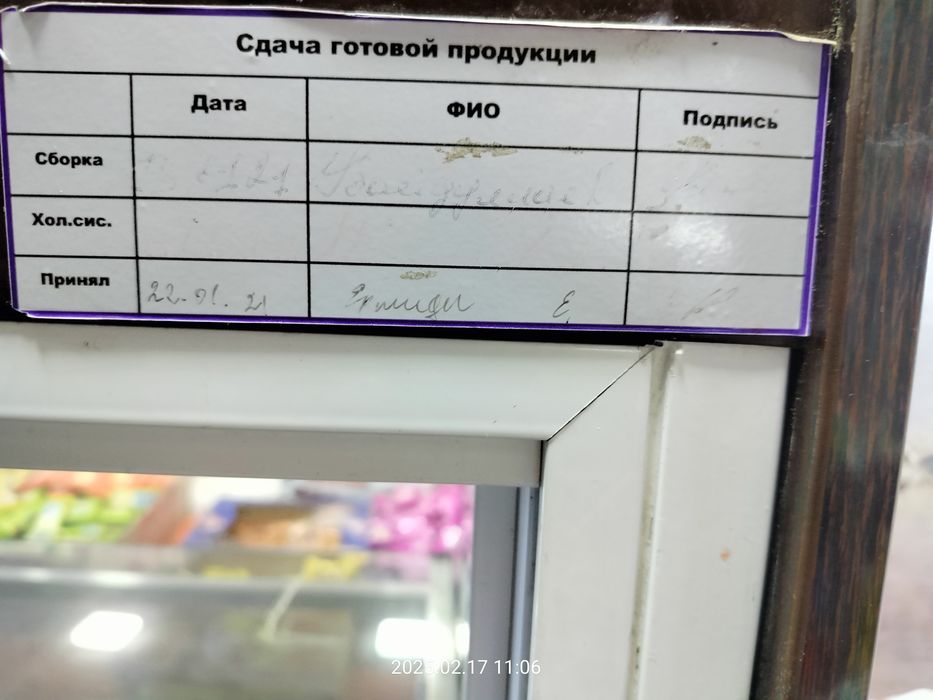 Сдача готовой продукции
Дата ФИО Подпись
Сборка
Хол.сис.
Принял 22.01.21 Е.
2025.02.17 11:06